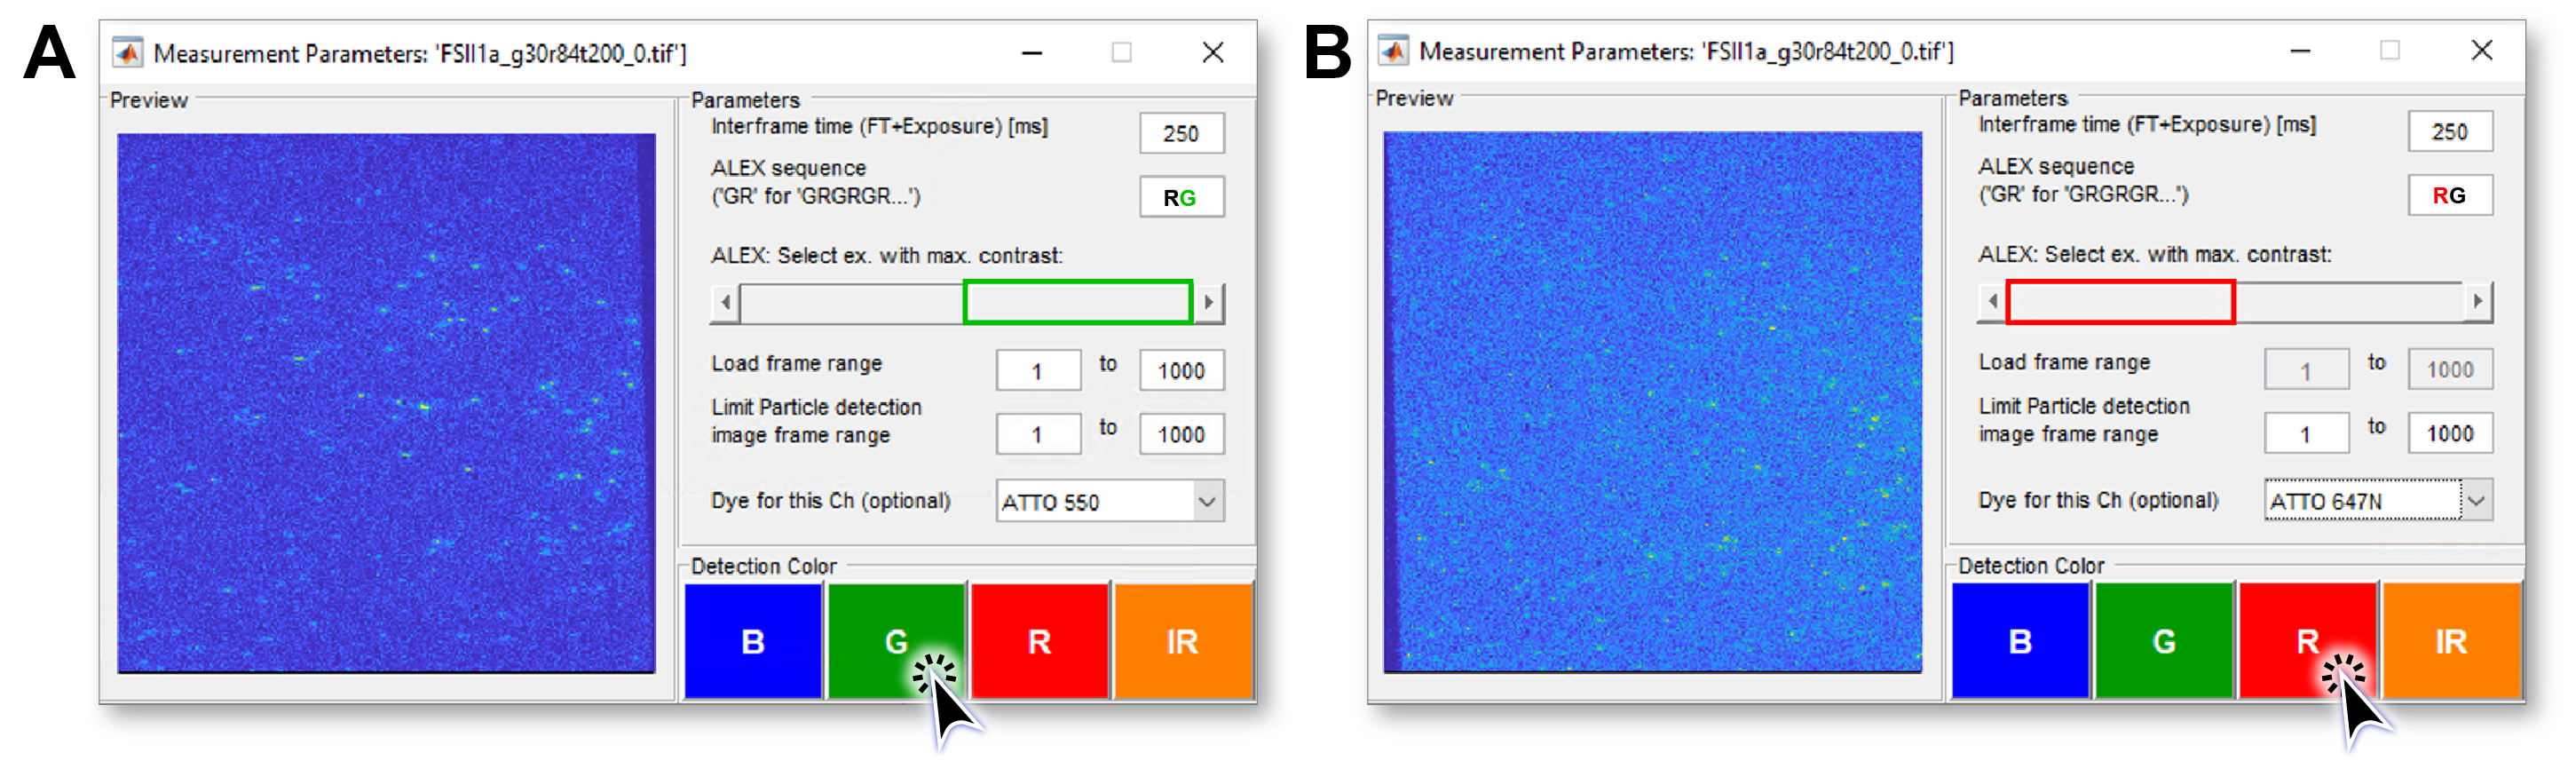 A
Measurement Parameters: 'FSII1a_g30r84t200_0.tif']
Preview
Parameters
Interframe time (FT+Exposure) [ms]
250
ALEX sequence
('GR' for 'GRGRGR...')
RG
ALEX: Select ex. with max. contrast:
Load frame range
1 to 1000
Limit Particle detection
image frame range
1 to 1000
Dye for this Ch (optional)
ATTO 550
Detection Color
B G R IR
B
Measurement Parameters: 'FSII1a_g30r84t200_0.tif']
Preview
Parameters
Interframe time (FT+Exposure) [ms]
250
ALEX sequence
('GR' for 'GRGRGR...')
RG
ALEX: Select ex. with max. contrast:
Load frame range
1 to 1000
Limit Particle detection
image frame range
1 to 1000
Dye for this Ch (optional)
ATTO 647N
Detection Color
B G R IR